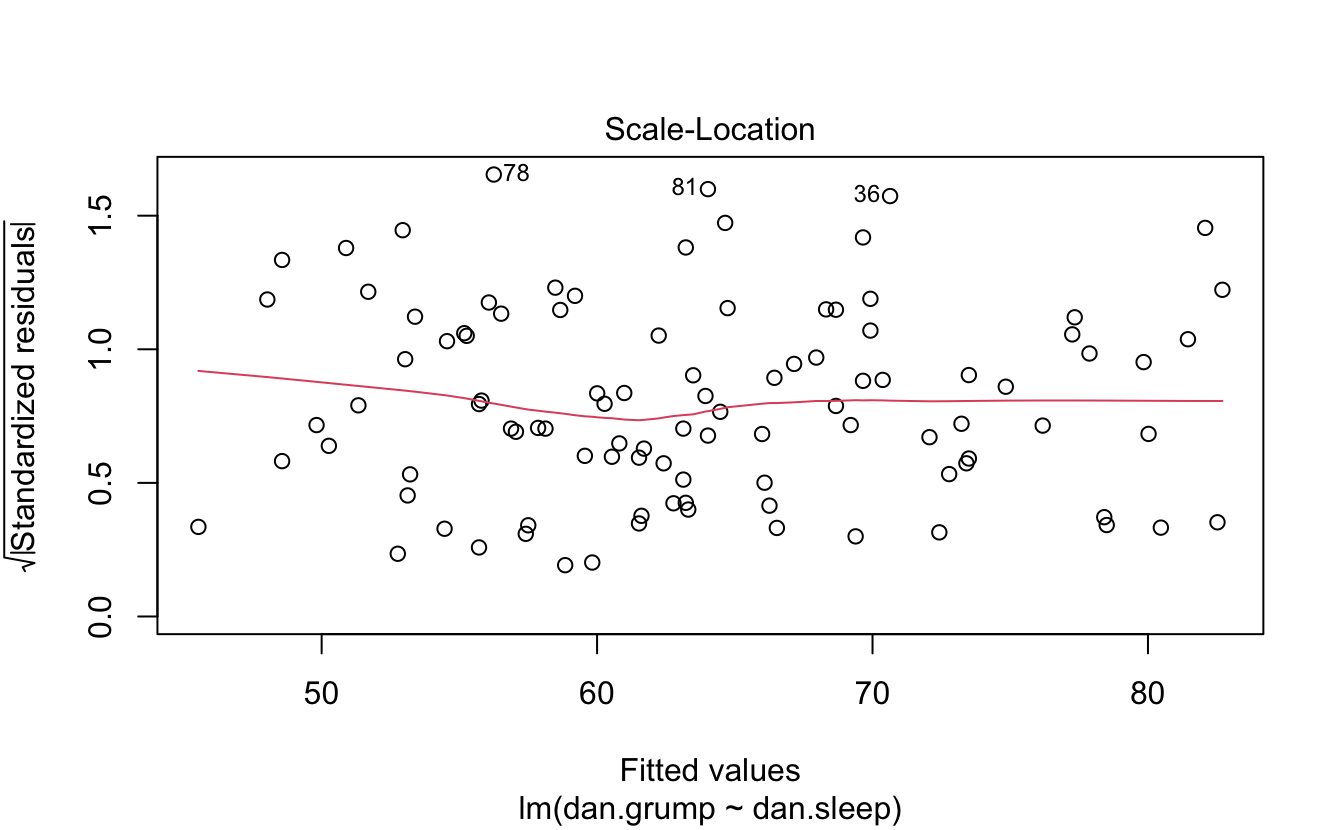 Scale-Location
78
81
36
√|Standardized residuals|
0.0
0.5
1.0
1.5
50
60
70
80
Fitted values
lm(dan.grump ~ dan.sleep)